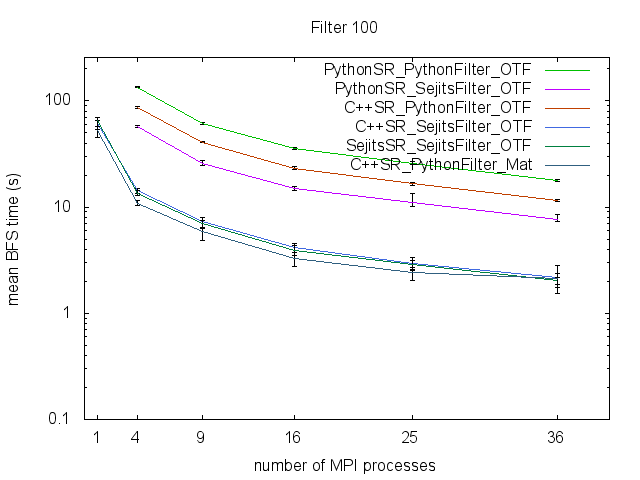 Filter 100
PythonSR_PythonFilter_OTF
PythonSR_SejitsFilter_OTF
C++SR_PythonFilter_OTF
C++SR_SejitsFilter_OTF
SejitsSR_SejitsFilter_OTF
C++SR_PythonFilter_Mat
mean BFS time (s)
100
10
1
0.1
1 4 9 16 25 36
number of MPI processes